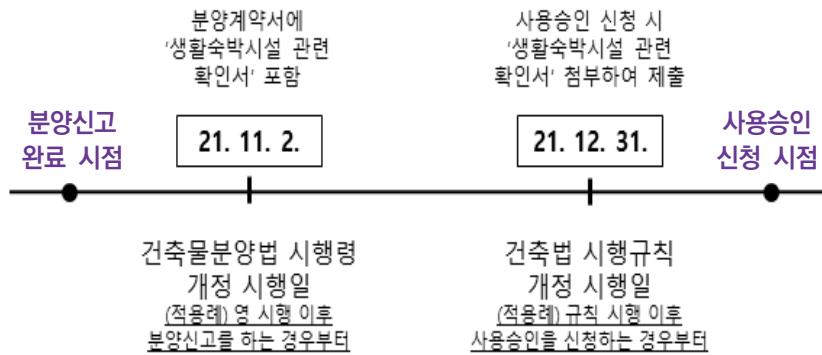 분양계약서에
'생활숙박시설 관련
확인서' 포함
사용승인 신청 시
'생활숙박시설 관련
확인서' 첨부하여 제출
분양신고
완료 시점
21. 11. 2.
21. 12. 31.
사용승인
신청 시점
건축물분양법 시행령
개정 시행일
(적용례) 영 시행 이후
분양신고를 하는 경우부터
건축법 시행규칙
개정 시행일
(적용례) 규칙 시행 이후
사용승인을 신청하는 경우부터